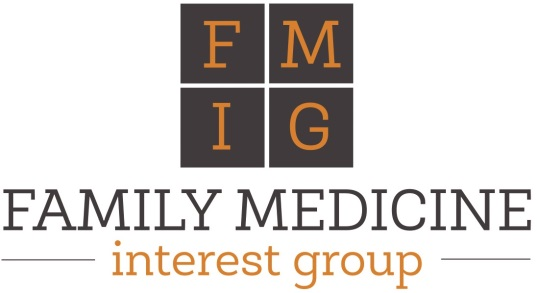 F M
I G
FAMILY MEDICINE
interest group